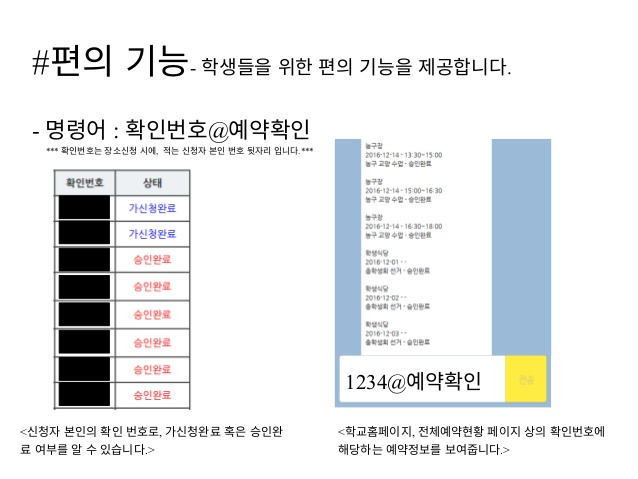 #편의 기능- 학생들을 위한 편의 기능을 제공합니다.
- 명령어 : 확인번호@예약확인
*** 확인번호는 장소신청 시에, 적는 신청자 본인 번호 뒷자리 입니다.***
확인번호 상태
가신청완료
가신청완료
승인완료
승인완료
승인완료
승인완료
승인완료
승인완료
농구장
2016-12-14 - 13:30~15:00
농구 교양 수업 - 승인완료
농구장
2016-12-14 - 15:00~16:30
농구 교양 수업 - 승인완료
농구장
2016-12-14 - 16:30~18:00
농구 교양 수업 - 승인완료
학생식당
2016-12-01 - -
총학생회 선거 - 승인완료
학생식당
2016-12-02 - -
총학생회 선거 - 승인완료
학생식당
2016-12-03 - -
총학생회 선거 - 승인완료
1234@예약확인 전송
<신청자 본인의 확인 번호로, 가신청완료 혹은 승인완
료 여부를 알 수 있습니다.>
<학교홈페이지, 전체예약현황 페이지 상의 확인번호에
해당하는 예약정보를 보여줍니다.>